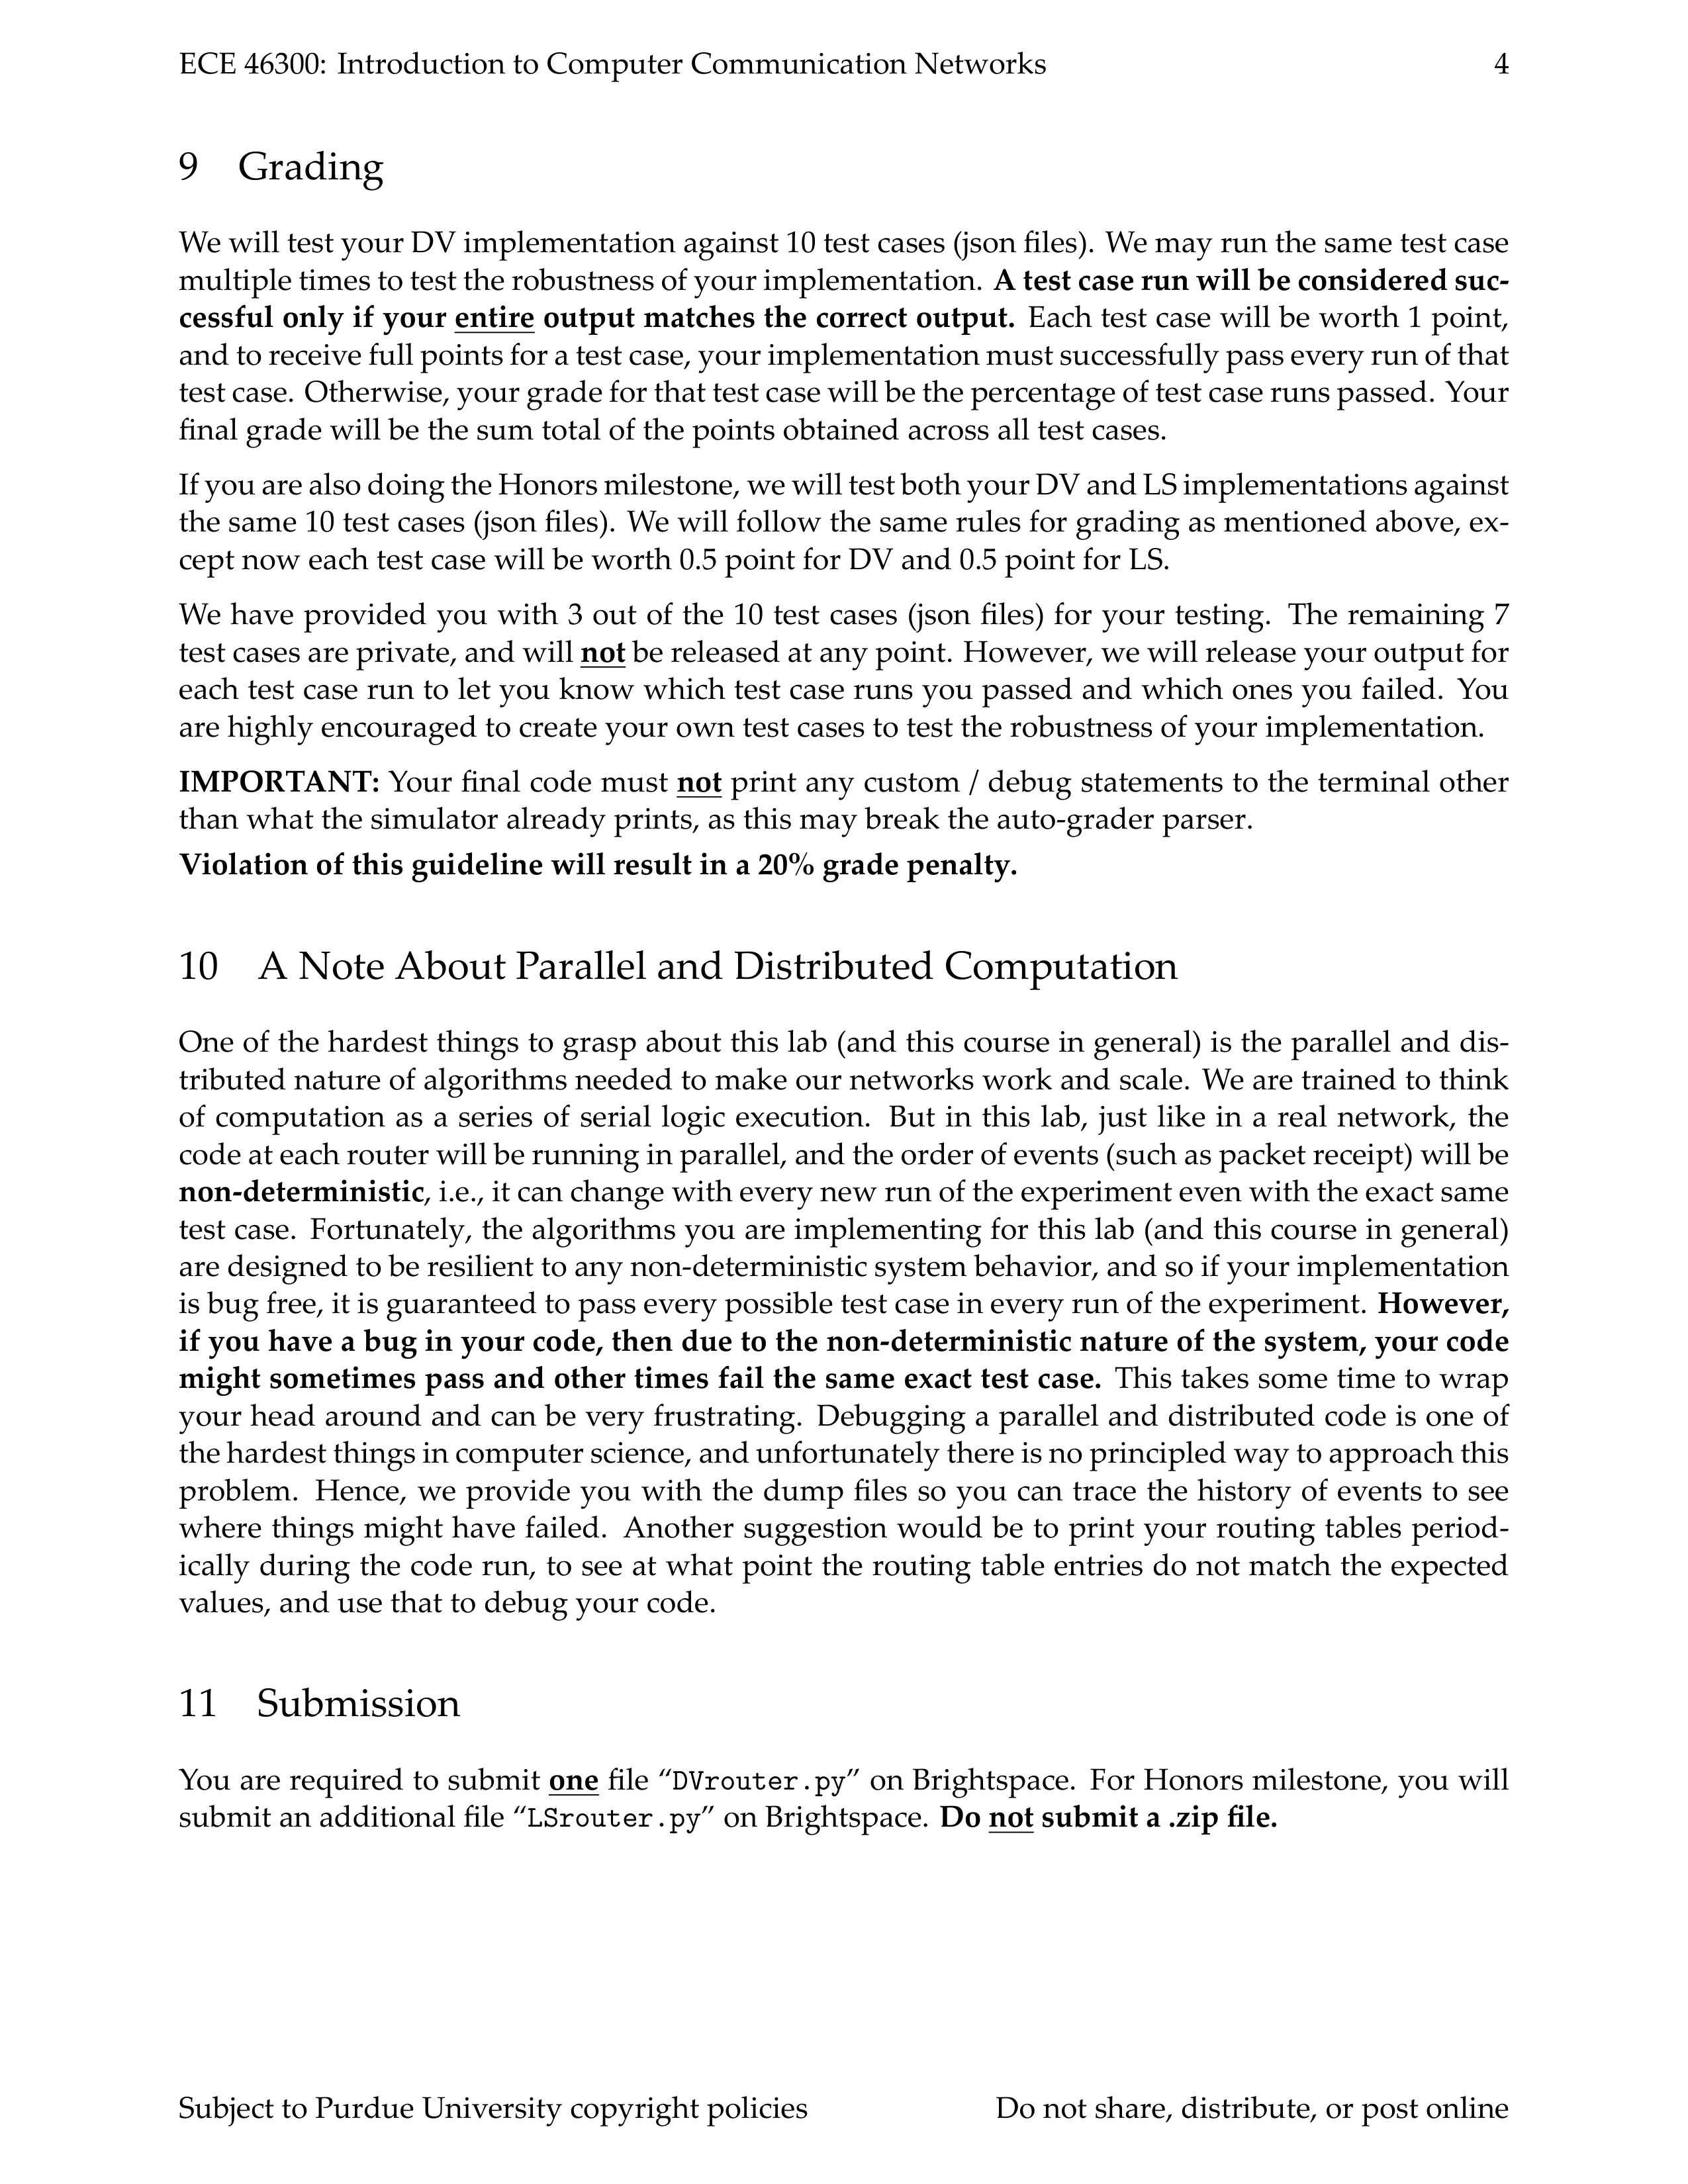 ECE 46300: Introduction to Computer Communication Networks 4
9 Grading
We will test your DV implementation against 10 test cases (json files). We may run the same test case
multiple times to test the robustness of your implementation. A test case run will be considered suc-
cessful only if your entire output matches the correct output. Each test case will be worth 1 point,
and to receive full points for a test case, your implementation must successfully pass every run of that
test case. Otherwise, your grade for that test case will be the percentage of test case runs passed. Your
final grade will be the sum total of the points obtained across all test cases.
If you are also doing the Honors milestone, we will test both your DV and LS implementations against
the same 10 test cases (json files). We will follow the same rules for grading as mentioned above, ex-
cept now each test case will be worth 0.5 point for DV and 0.5 point for LS.
We have provided you with 3 out of the 10 test cases (json files) for your testing. The remaining 7
test cases are private, and will not be released at any point. However, we will release your output for
each test case run to let you know which test case runs you passed and which ones you failed. You
are highly encouraged to create your own test cases to test the robustness of your implementation.
IMPORTANT: Your final code must not print any custom / debug statements to the terminal other
than what the simulator already prints, as this may break the auto-grader parser.
Violation of this guideline will result in a 20% grade penalty.
10 A Note About Parallel and Distributed Computation
One of the hardest things to grasp about this lab (and this course in general) is the parallel and dis-
tributed nature of algorithms needed to make our networks work and scale. We are trained to think
of computation as a series of serial logic execution. But in this lab, just like in a real network, the
code at each router will be running in parallel, and the order of events (such as packet receipt) will be
non-deterministic, i.e., it can change with every new run of the experiment even with the exact same
test case. Fortunately, the algorithms you are implementing for this lab (and this course in general)
are designed to be resilient to any non-deterministic system behavior, and so if your implementation
is bug free, it is guaranteed to pass every possible test case in every run of the experiment. However,
if you have a bug in your code, then due to the non-deterministic nature of the system, your code
might sometimes pass and other times fail the same exact test case. This takes some time to wrap
your head around and can be very frustrating. Debugging a parallel and distributed code is one of
the hardest things in computer science, and unfortunately there is no principled way to approach this
problem. Hence, we provide you with the dump files so you can trace the history of events to see
where things might have failed. Another suggestion would be to print your routing tables period-
ically during the code run, to see at what point the routing table entries do not match the expected
values, and use that to debug your code.
11 Submission
You are required to submit one file “DVrouter.py” on Brightspace. For Honors milestone, you will
submit an additional file “LSrouter.py” on Brightspace. Do not submit a .zip file.
Subject to Purdue University copyright policies Do not share, distribute, or post online